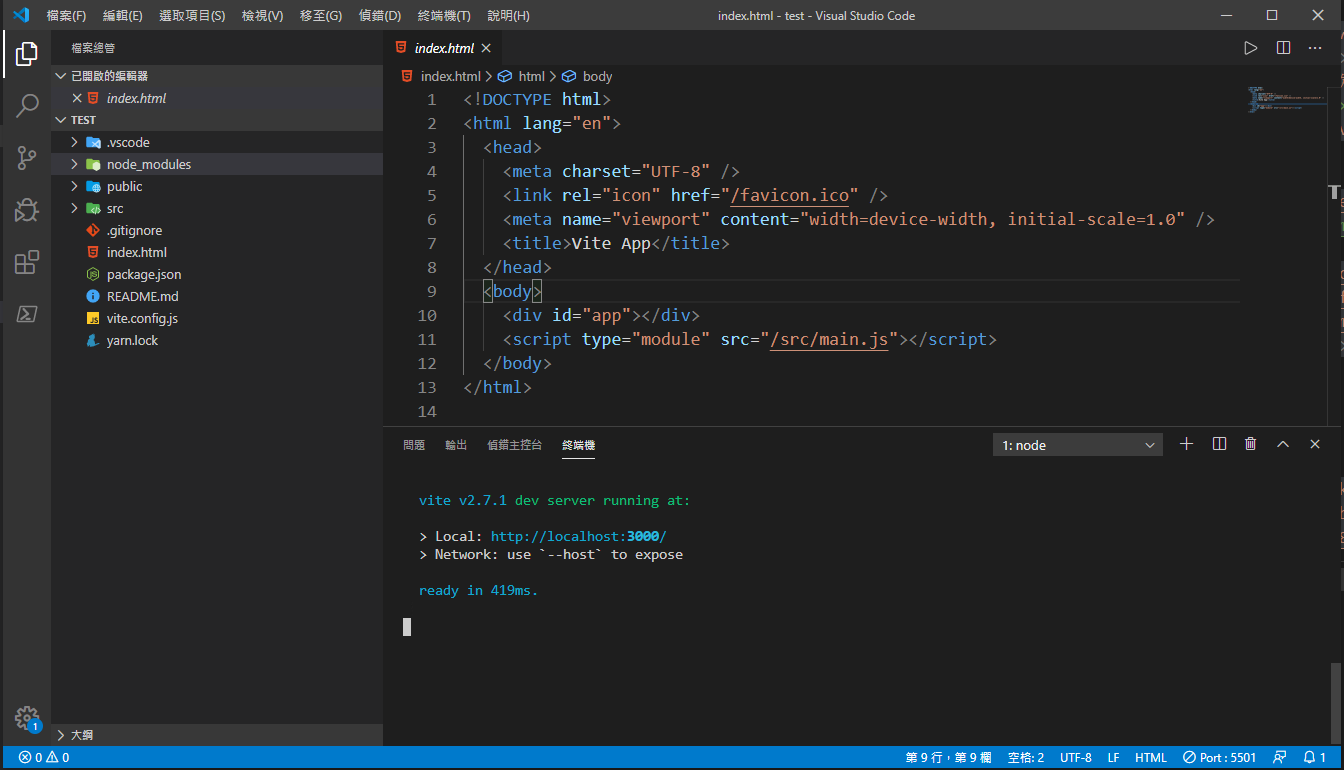 檔案(F) 編輯(E) 選取項目(S) 檢視(V) 移至(G) 偵錯(D) 終端機(T) 說明(H) index.html - test - Visual Studio Code
檔案總管
已開啟的編輯器
index.html
TEST
.vscode
node_modules
public
src
.gitignore
index.html
package.json
README.md
vite.config.js
yarn.lock
大綱
1
index.html
index.html > html > body
1 <!DOCTYPE html>
2 <html lang="en">
3 <head>
4 <meta charset="UTF-8" />
5 <link rel="icon" href="/favicon.ico" />
6 <meta name="viewport" content="width=device-width, initial-scale=1.0" />
7 <title>Vite App</title>
8 </head>
9 <body>
10 <div id="app"></div>
11 <script type="module" src="/src/main.js"></script>
12 </body>
13 </html>
14
問題 輸出 偵錯主控台 終端機 1: node
vite v2.7.1 dev server running at:
> Local: http://localhost:3000/
> Network: use `--host` to expose
ready in 419ms.
0 0 第 9 行，第 9 欄 空格: 2 UTF-8 LF HTML Port : 5501 1